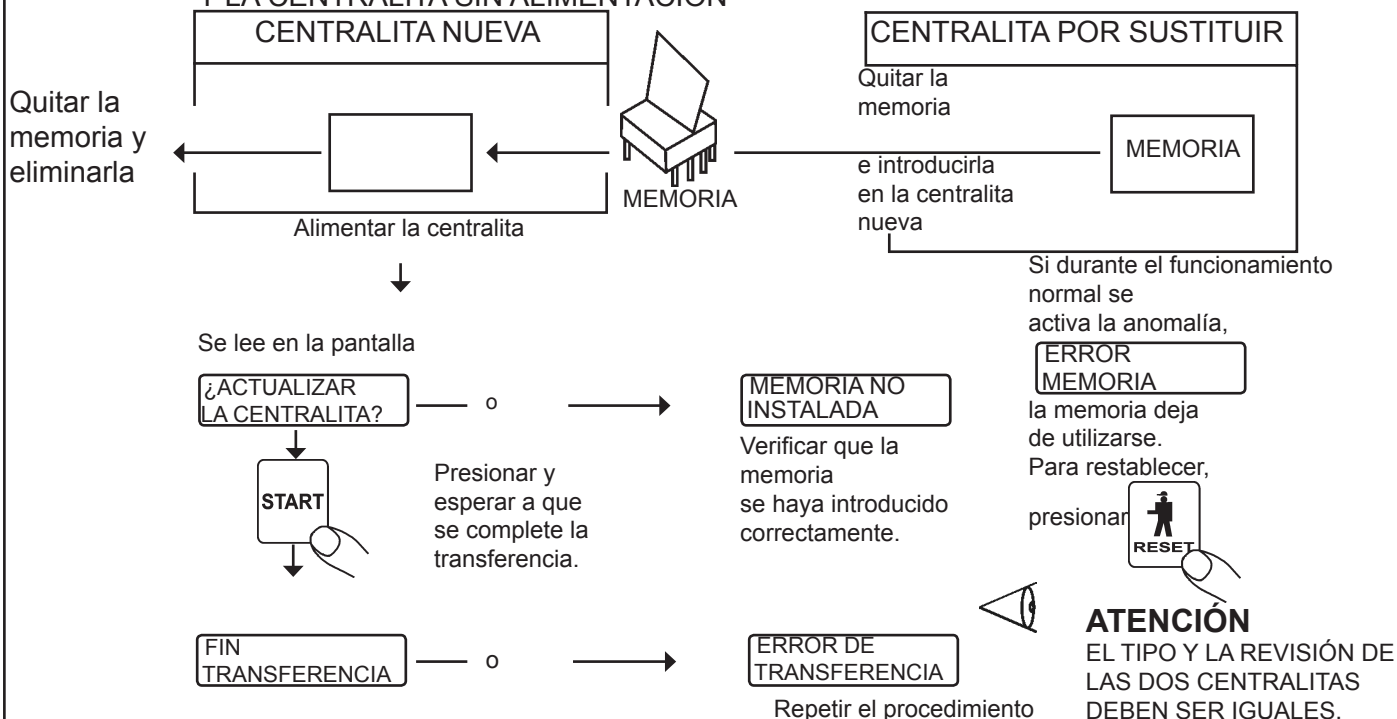 Y LA CENTRALITA SIN ALIMENTACIÓN
CENTRALITA NUEVA
CENTRALITA POR SUSTITUIR
Quitar la
memoria y
eliminarla
MEMORIA
Quitar la
memoria
e introducirla
en la centralita
nueva
MEMORIA
Alimentar la centralita
Si durante el funcionamiento
normal se
activa la anomalía,
ERROR
MEMORIA
la memoria deja
de utilizarse.
Para restablecer,
presionar
RESET
Se lee en la pantalla
¿ACTUALIZAR
LA CENTRALITA?
o
MEMORIA NO
INSTALADA
Verificar que la
memoria
se haya introducido
correctamente.
START
Presionar y
esperar a que
se complete la
transferencia.
FIN
TRANSFERENCIA
o
ERROR DE
TRANSFERENCIA
Repetir el procedimiento
ATENCIÓN
EL TIPO Y LA REVISIÓN DE
LAS DOS CENTRALITAS
DEBEN SER IGUALES.